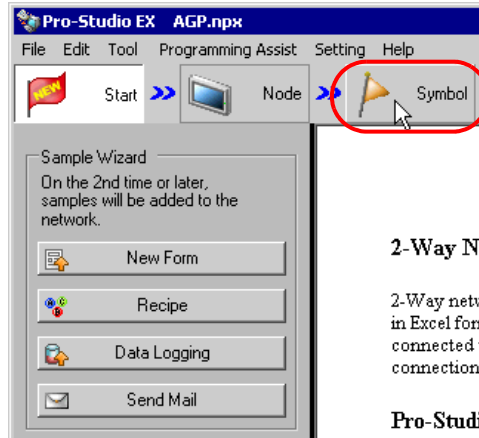 Pro-Studio EX AGP.npx
File Edit Tool Programming Assist Setting Help
NEW Start Node Symbol
Sample Wizard
On the 2nd time or later,
samples will be added to the
network.
New Form
Recipe
Data Logging
Send Mail
2-Way N
2-Way netw
in Excel for
connected
connection
Pro-Studi